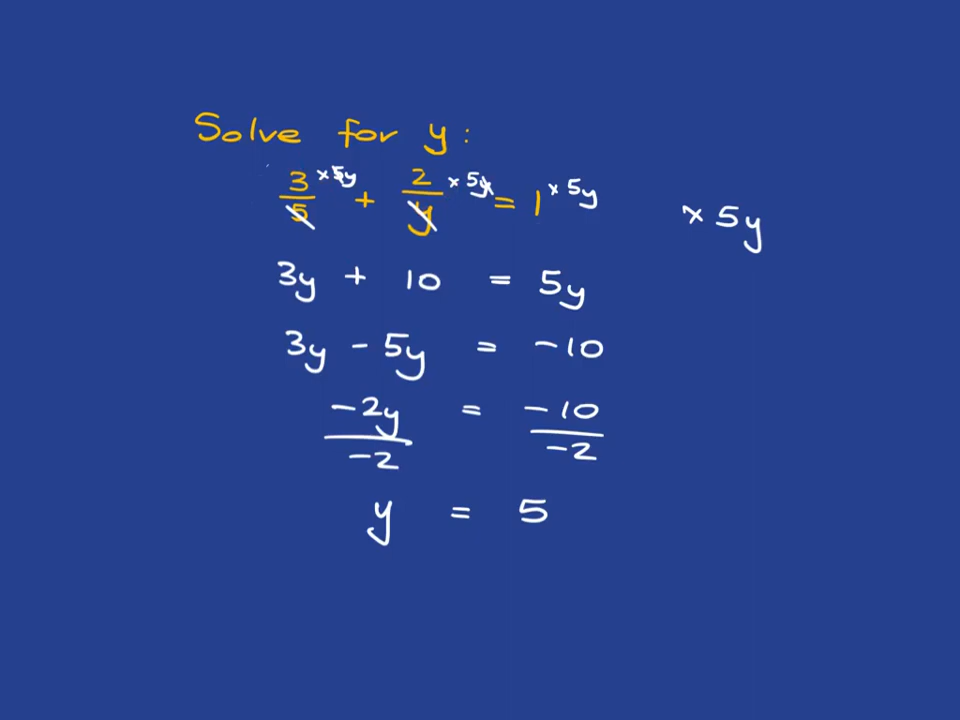 Solve for y:
3/5 × 5y + 2/y × 5y = 1 × 5y × 5y
3y + 10 = 5y
3y - 5y = -10
-2y/-2 = -10/-2
y = 5